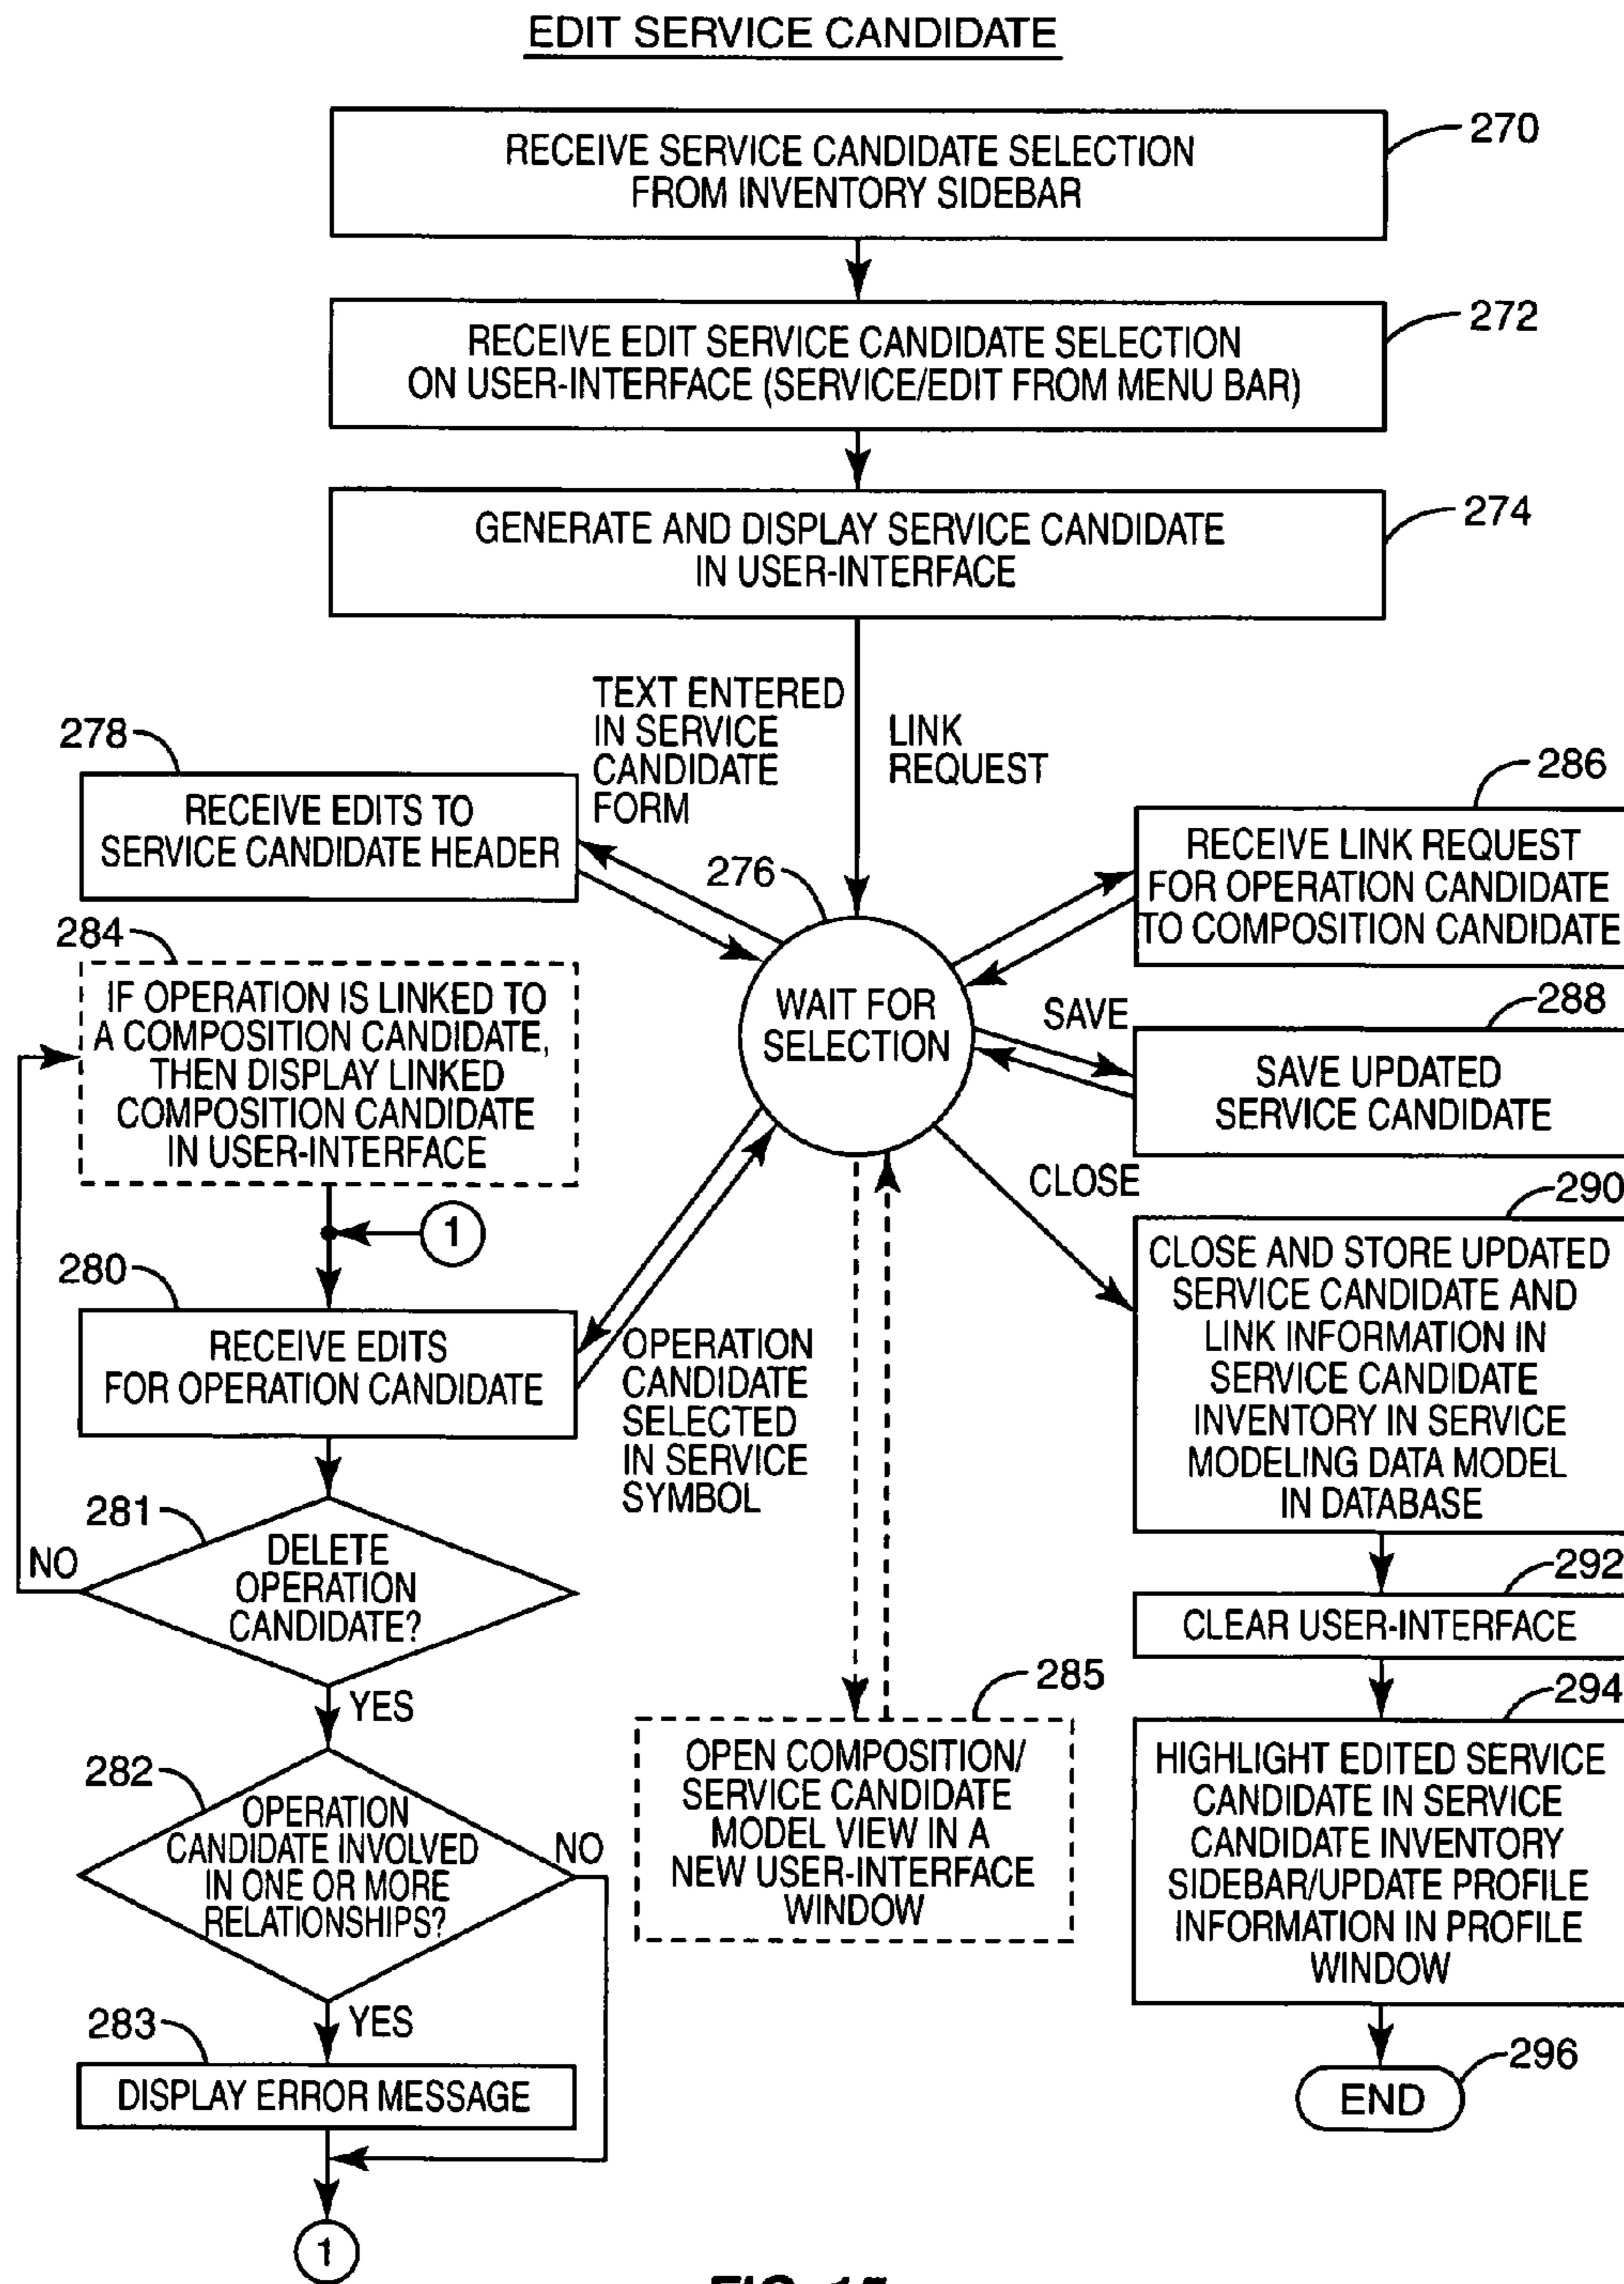 EDIT SERVICE CANDIDATE
RECEIVE SERVICE CANDIDATE SELECTION
FROM INVENTORY SIDEBAR
270
RECEIVE EDIT SERVICE CANDIDATE SELECTION
ON USER-INTERFACE (SERVICE/EDIT FROM MENU BAR)
272
GENERATE AND DISPLAY SERVICE CANDIDATE
IN USER-INTERFACE
274
TEXT ENTERED
IN SERVICE
CANDIDATE
FORM
LINK
REQUEST
278
RECEIVE EDITS TO
SERVICE CANDIDATE HEADER
276
WAIT FOR
SELECTION
286
RECEIVE LINK REQUEST
FOR OPERATION CANDIDATE
TO COMPOSITION CANDIDATE
284
IF OPERATION IS LINKED TO
A COMPOSITION CANDIDATE,
THEN DISPLAY LINKED
COMPOSITION CANDIDATE
IN USER-INTERFACE
SAVE
288
SAVE UPDATED
SERVICE CANDIDATE
1
280
RECEIVE EDITS
FOR OPERATION CANDIDATE
OPERATION
CANDIDATE
SELECTED
IN SERVICE
SYMBOL
CLOSE
290
CLOSE AND STORE UPDATED
SERVICE CANDIDATE AND
LINK INFORMATION IN
SERVICE CANDIDATE
INVENTORY IN SERVICE
MODELING DATA MODEL
IN DATABASE
281
DELETE
OPERATION
CANDIDATE?
NO
YES
292
CLEAR USER-INTERFACE
282
OPERATION
CANDIDATE INVOLVED
IN ONE OR MORE
RELATIONSHIPS?
NO
YES
285
OPEN COMPOSITION/
SERVICE CANDIDATE
MODEL VIEW IN A
NEW USER-INTERFACE
WINDOW
294
HIGHLIGHT EDITED SERVICE
CANDIDATE IN SERVICE
CANDIDATE INVENTORY
SIDEBAR/UPDATE PROFILE
INFORMATION IN PROFILE
WINDOW
283
DISPLAY ERROR MESSAGE
296
END
1